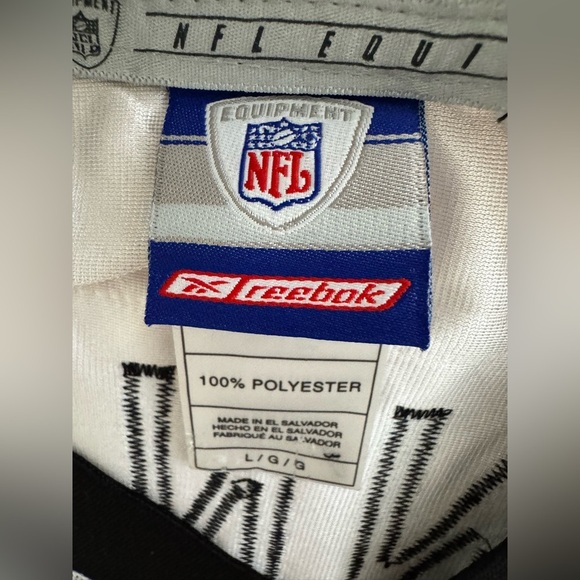 NFL EQUI
EQUIPMENT
NFL
Reebok
100% POLYESTER
MADE IN EL SALVADOR
HECHO EN EL SALVADOR
FABRIQUÉ AU SALVADOR
L/G/G